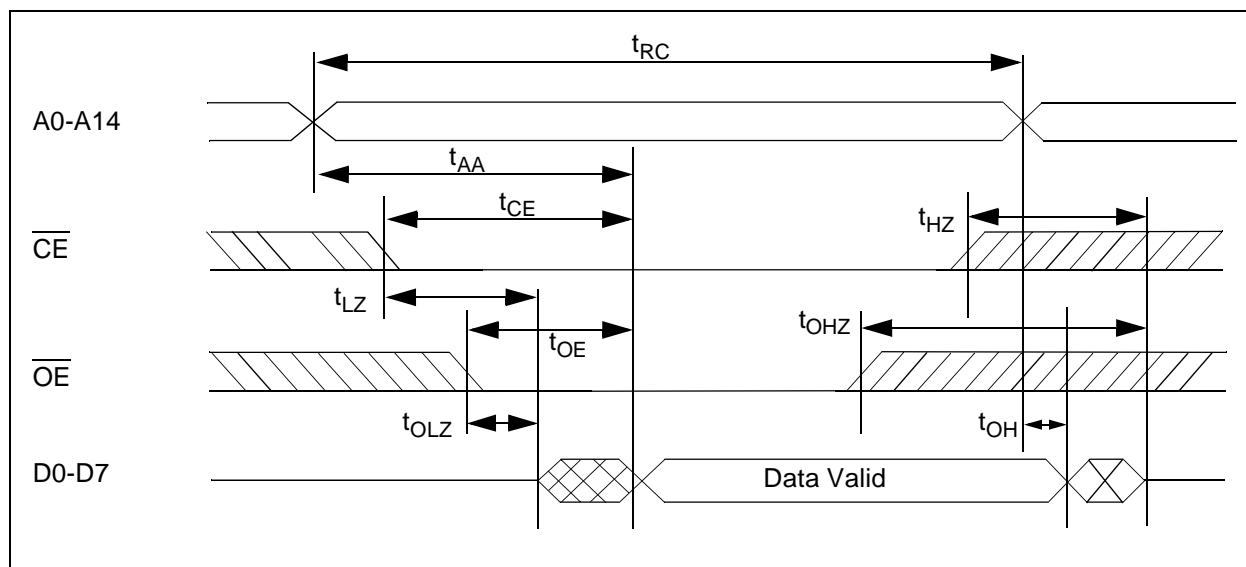 tRC
A0-A14
tAA
tCE
tHZ
CE
tLZ
tOE
tOHZ
OE
tOLZ
tOH
D0-D7
Data Valid